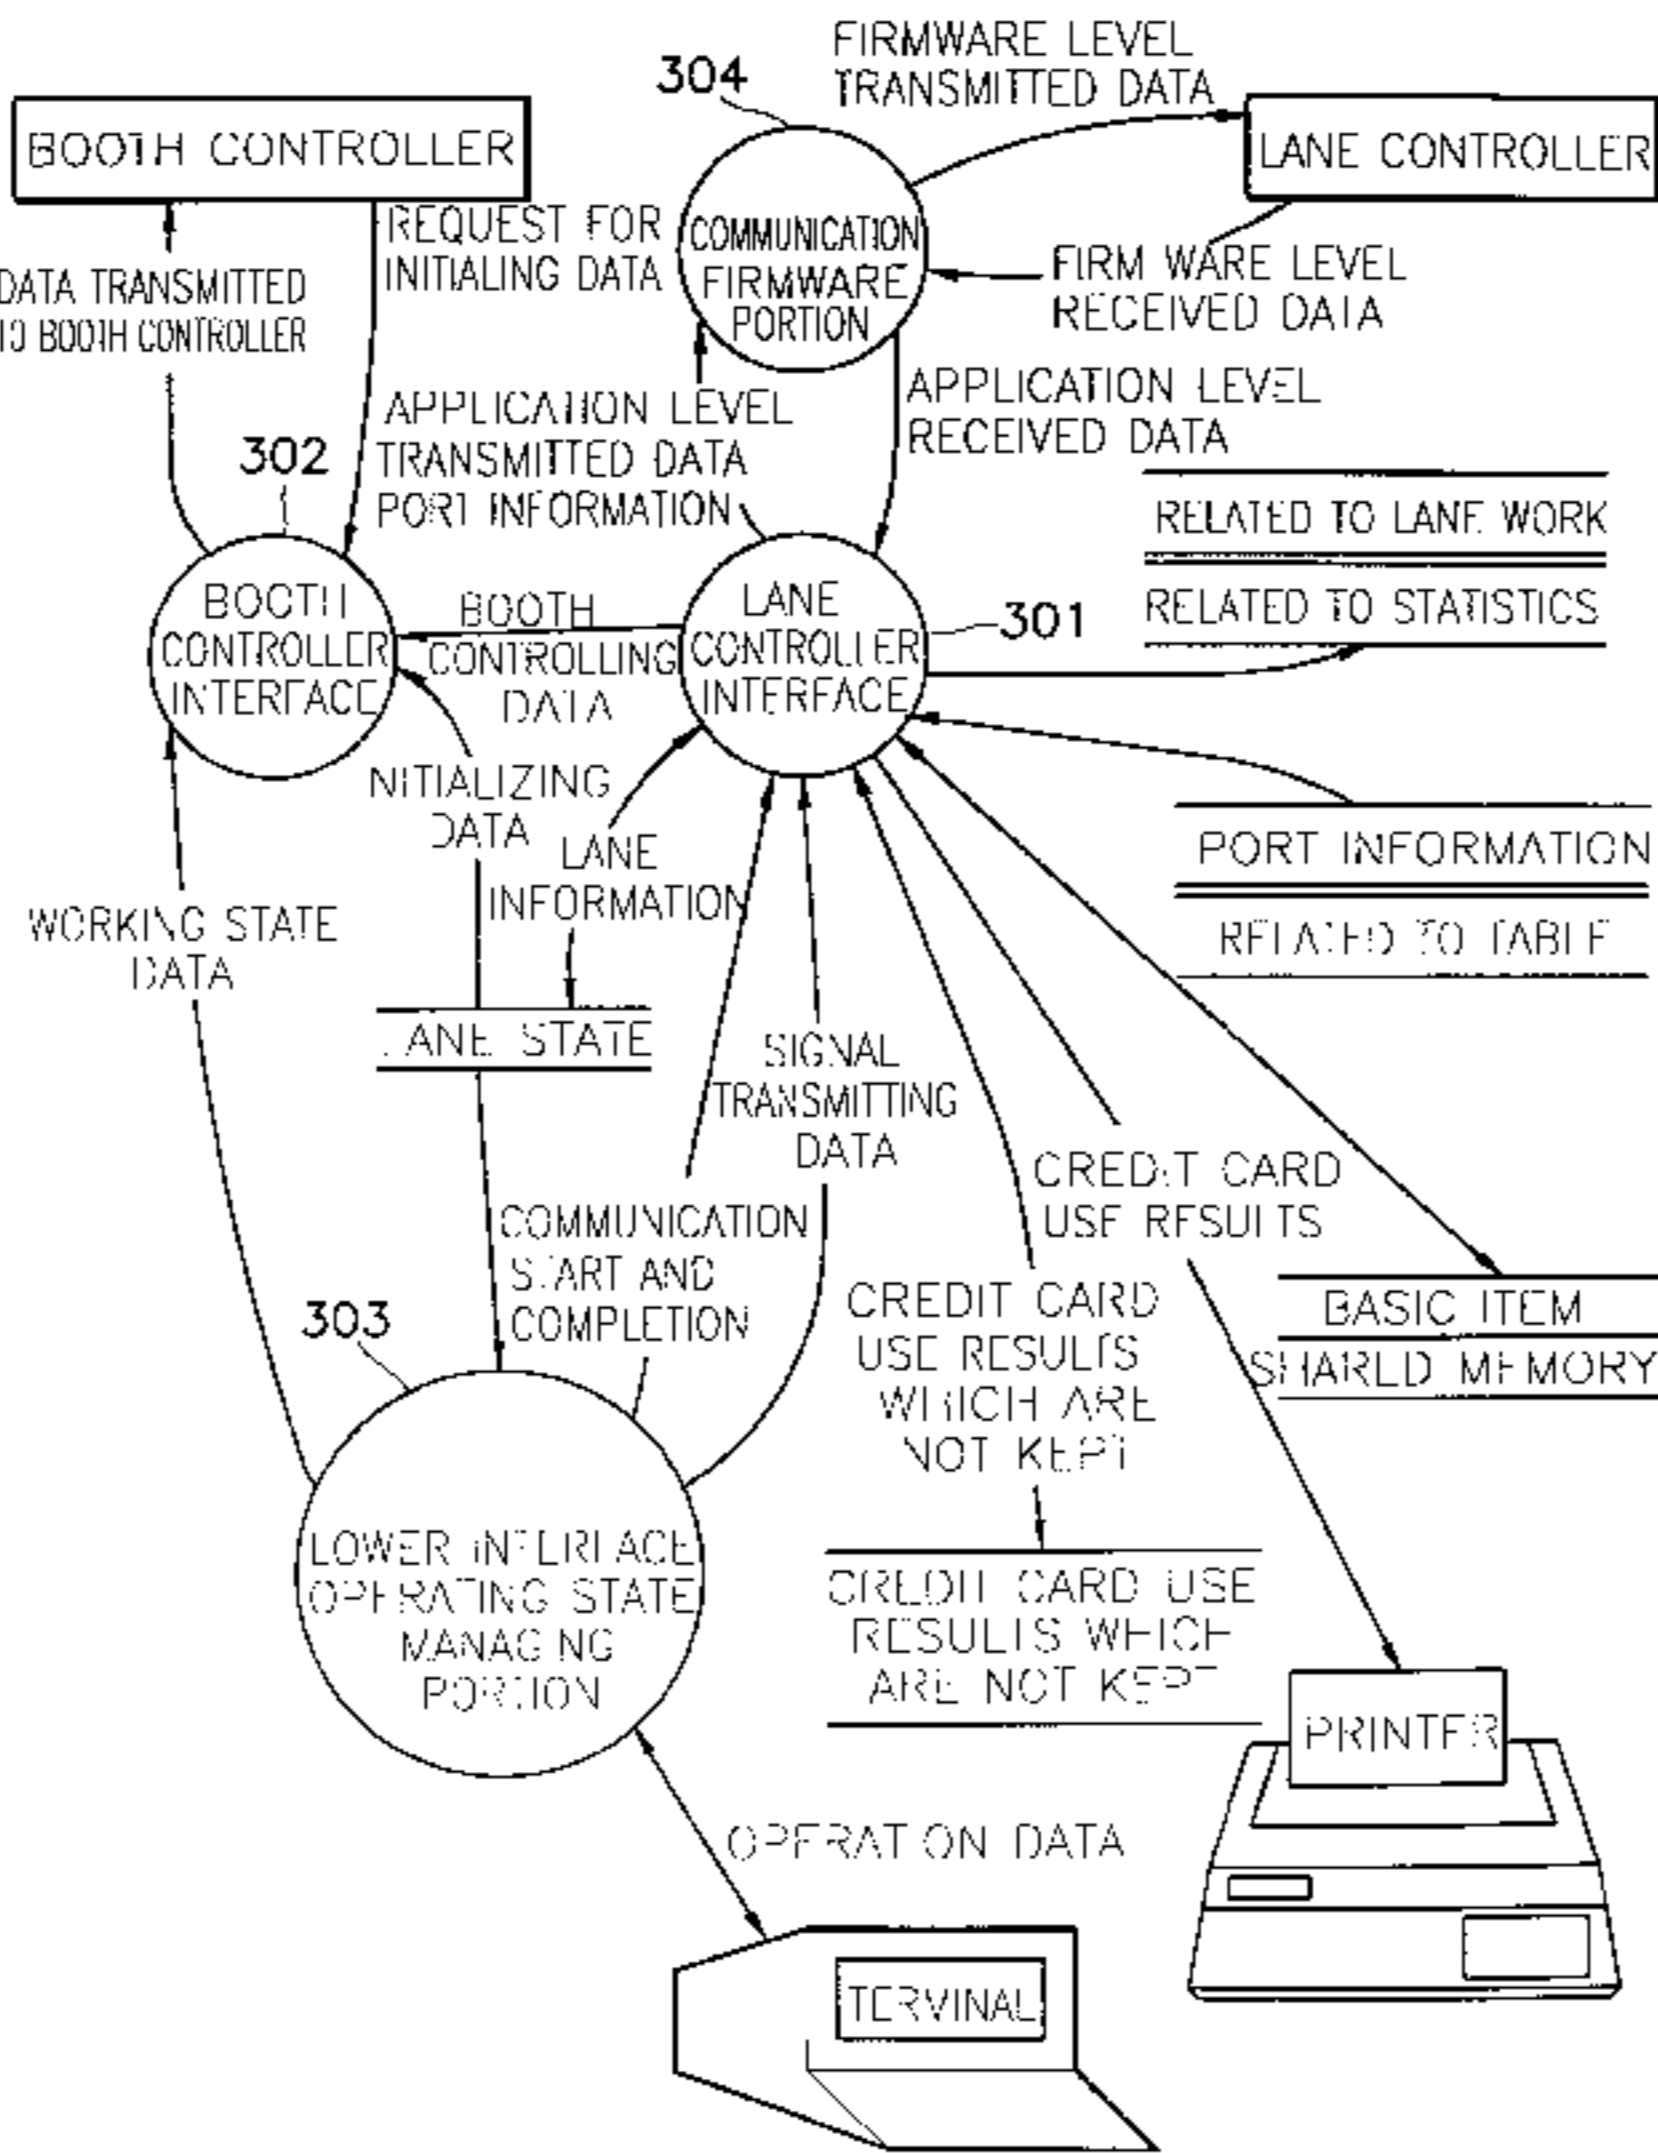 FIRMWARE LEVEL
TRANSMITTED DATA
304
BOOTH CONTROLLER
LANE CONTROLLER
REQUEST FOR
INITIALING DATA
COMMUNICATION
FIRMWARE
PORTION
FIRM WARE LEVEL
RECEIVED DATA
DATA TRANSMITTED
TO BOOTH CONTROLLER
APPLICATION LEVEL
TRANSMITTED DATA
PORT INFORMATION
APPLICATION LEVEL
RECEIVED DATA
302
RELATED TO LANE WORK
RELATED TO STATISTICS
BOOTH
CONTROLLER
INTERFACE
BOOTH
CONTROLLING
DATA
LANE
CONTROLLER
INTERFACE
301
NITIALIZING
DATA
LANE
INFORMATION
PORT INFORMATION
RELATED TO TABLE
WORKING STATE
DATA
LANE STATE
SIGNAL
TRANSMITTING
DATA
CREDIT CARD
USE RESULTS
COMMUNICATION
START AND
COMPLETION
303
CREDIT CARD
USE RESULTS
WHICH ARE
NOT KEPT
BASIC ITEM
SHARED MEMORY
LOWER INTERFACE
OPERATING STATE
MANAGING
PORTION
CREDIT CARD USE
RESULTS WHICH
ARE NOT KEPT
PRINTER
OPERATION DATA
TERMINAL